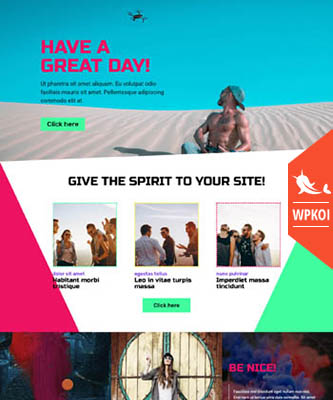 HAVE A
GREAT DAY!
Ut pharetra sims aliquam. Eu volutpat odio
facilisis mauris sit amet. Pellentesque adipiscing
commodo elit at
Click here
GIVE THE SPIRIT TO YOUR SITE!
WPKOI
dolor sit amet
Habitant morbi
tristique
egestas tellus
Leo in vitae turpis
massa
nunc pulvinar
Imperdiet massa
tincidunt
Click here
BE NICE!